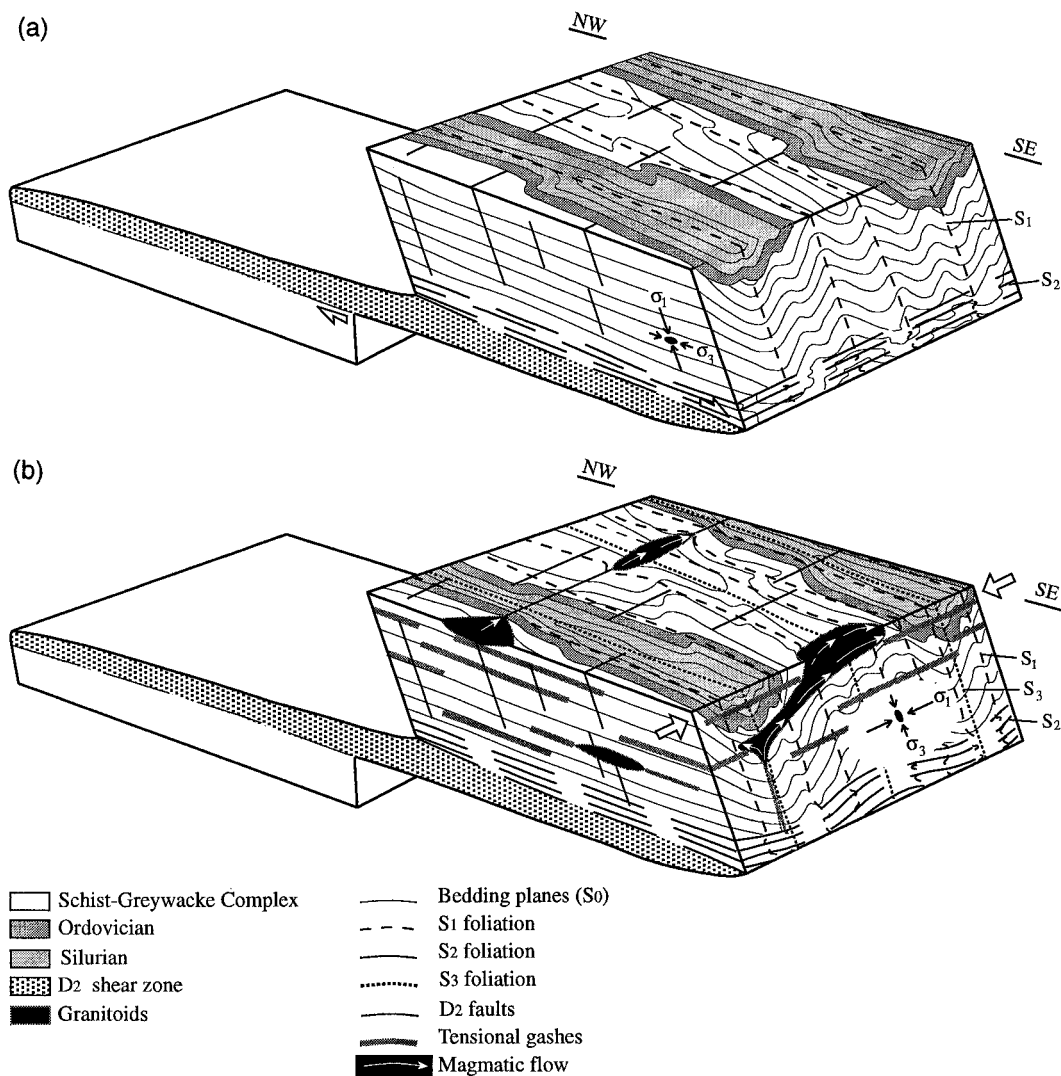 (a)
NW
SE
S1
S2
σ1
σ3
(b)
NW
SE
S1
S3
S2
σ1
σ3
Schist-Greywacke Complex
Ordovician
Silurian
D2 shear zone
Granitoids
Bedding planes (S0)
S1 foliation
S2 foliation
S3 foliation
D2 faults
Tensional gashes
Magmatic flow